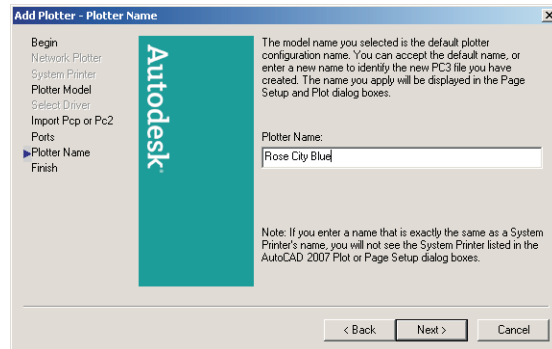 Add Plotter - Plotter Name
Begin
Network Plotter
System Printer
Plotter Model
Select Driver
Import Pcp or Pc2
Ports
Plotter Name
Finish
Autodesk
The model name you selected is the default plotter
configuration name. You can accept the default name, or
enter a new name to identify the new PC3 file you have
created. The name you apply will be displayed in the Page
Setup and Plot dialog boxes.
Plotter Name:
Rose City Blue
Note: If you enter a name that is exactly the same as a System
Printer's name, you will not see the System Printer listed in the
AutoCAD 2007 Plot or Page Setup dialog boxes.
< Back
Next >
Cancel